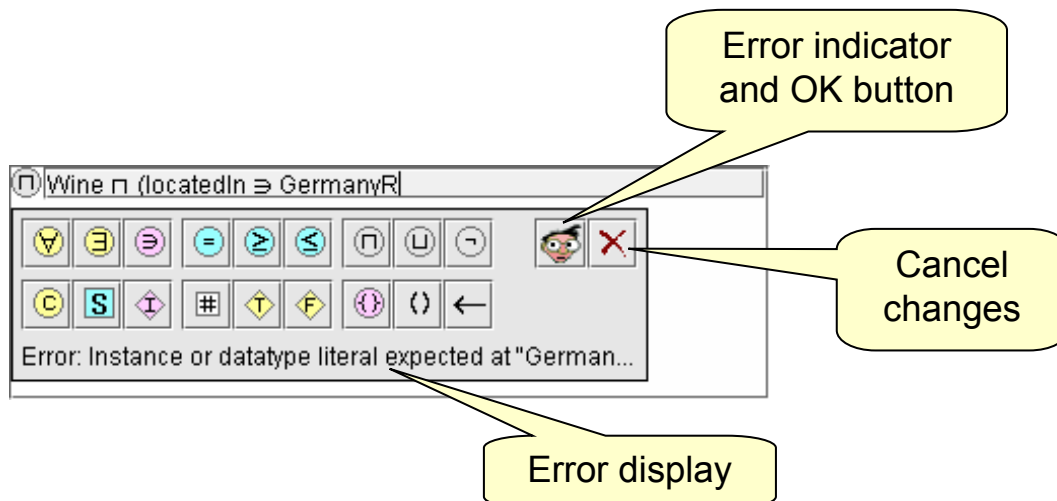 Error indicator
and OK button
⊓ Wine ⊓ (locatedIn ∋ GermanyR
∀ ∃ ∋ = ≥ ≤ ⊓ ⊔ ¬
Cancel
changes
C S I # T F {} () ←
Error: Instance or datatype literal expected at "German...
Error display